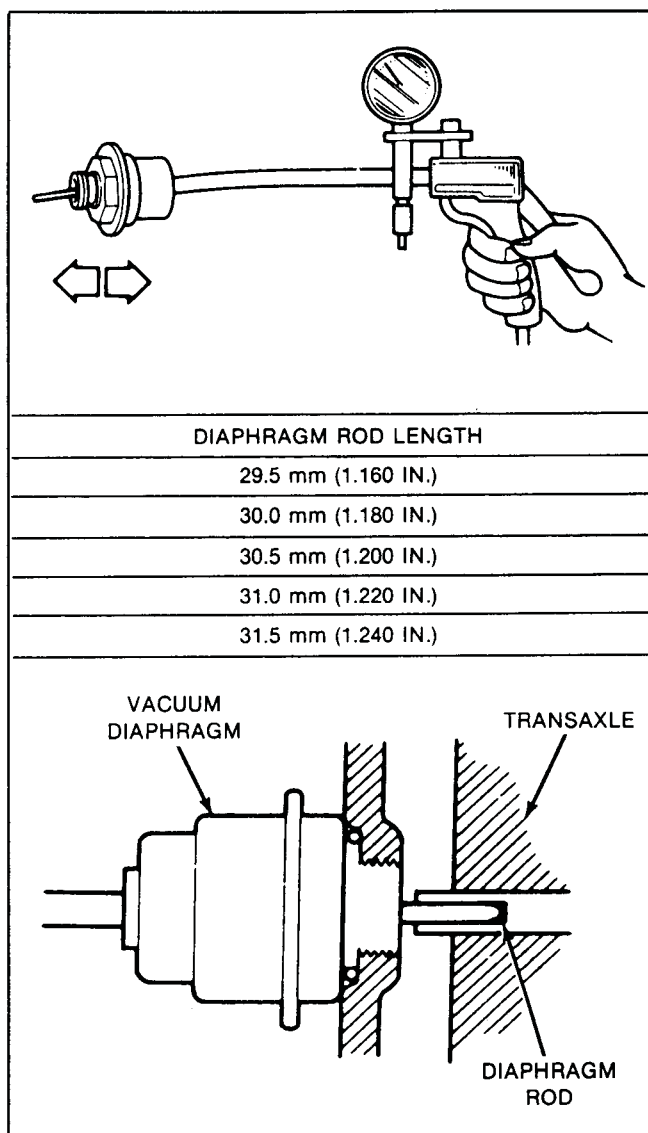 DIAPHRAGM ROD LENGTH
29.5 mm (1.160 IN.)
30.0 mm (1.180 IN.)
30.5 mm (1.200 IN.)
31.0 mm (1.220 IN.)
31.5 mm (1.240 IN.)
VACUUM
DIAPHRAGM
TRANSAXLE
DIAPHRAGM
ROD